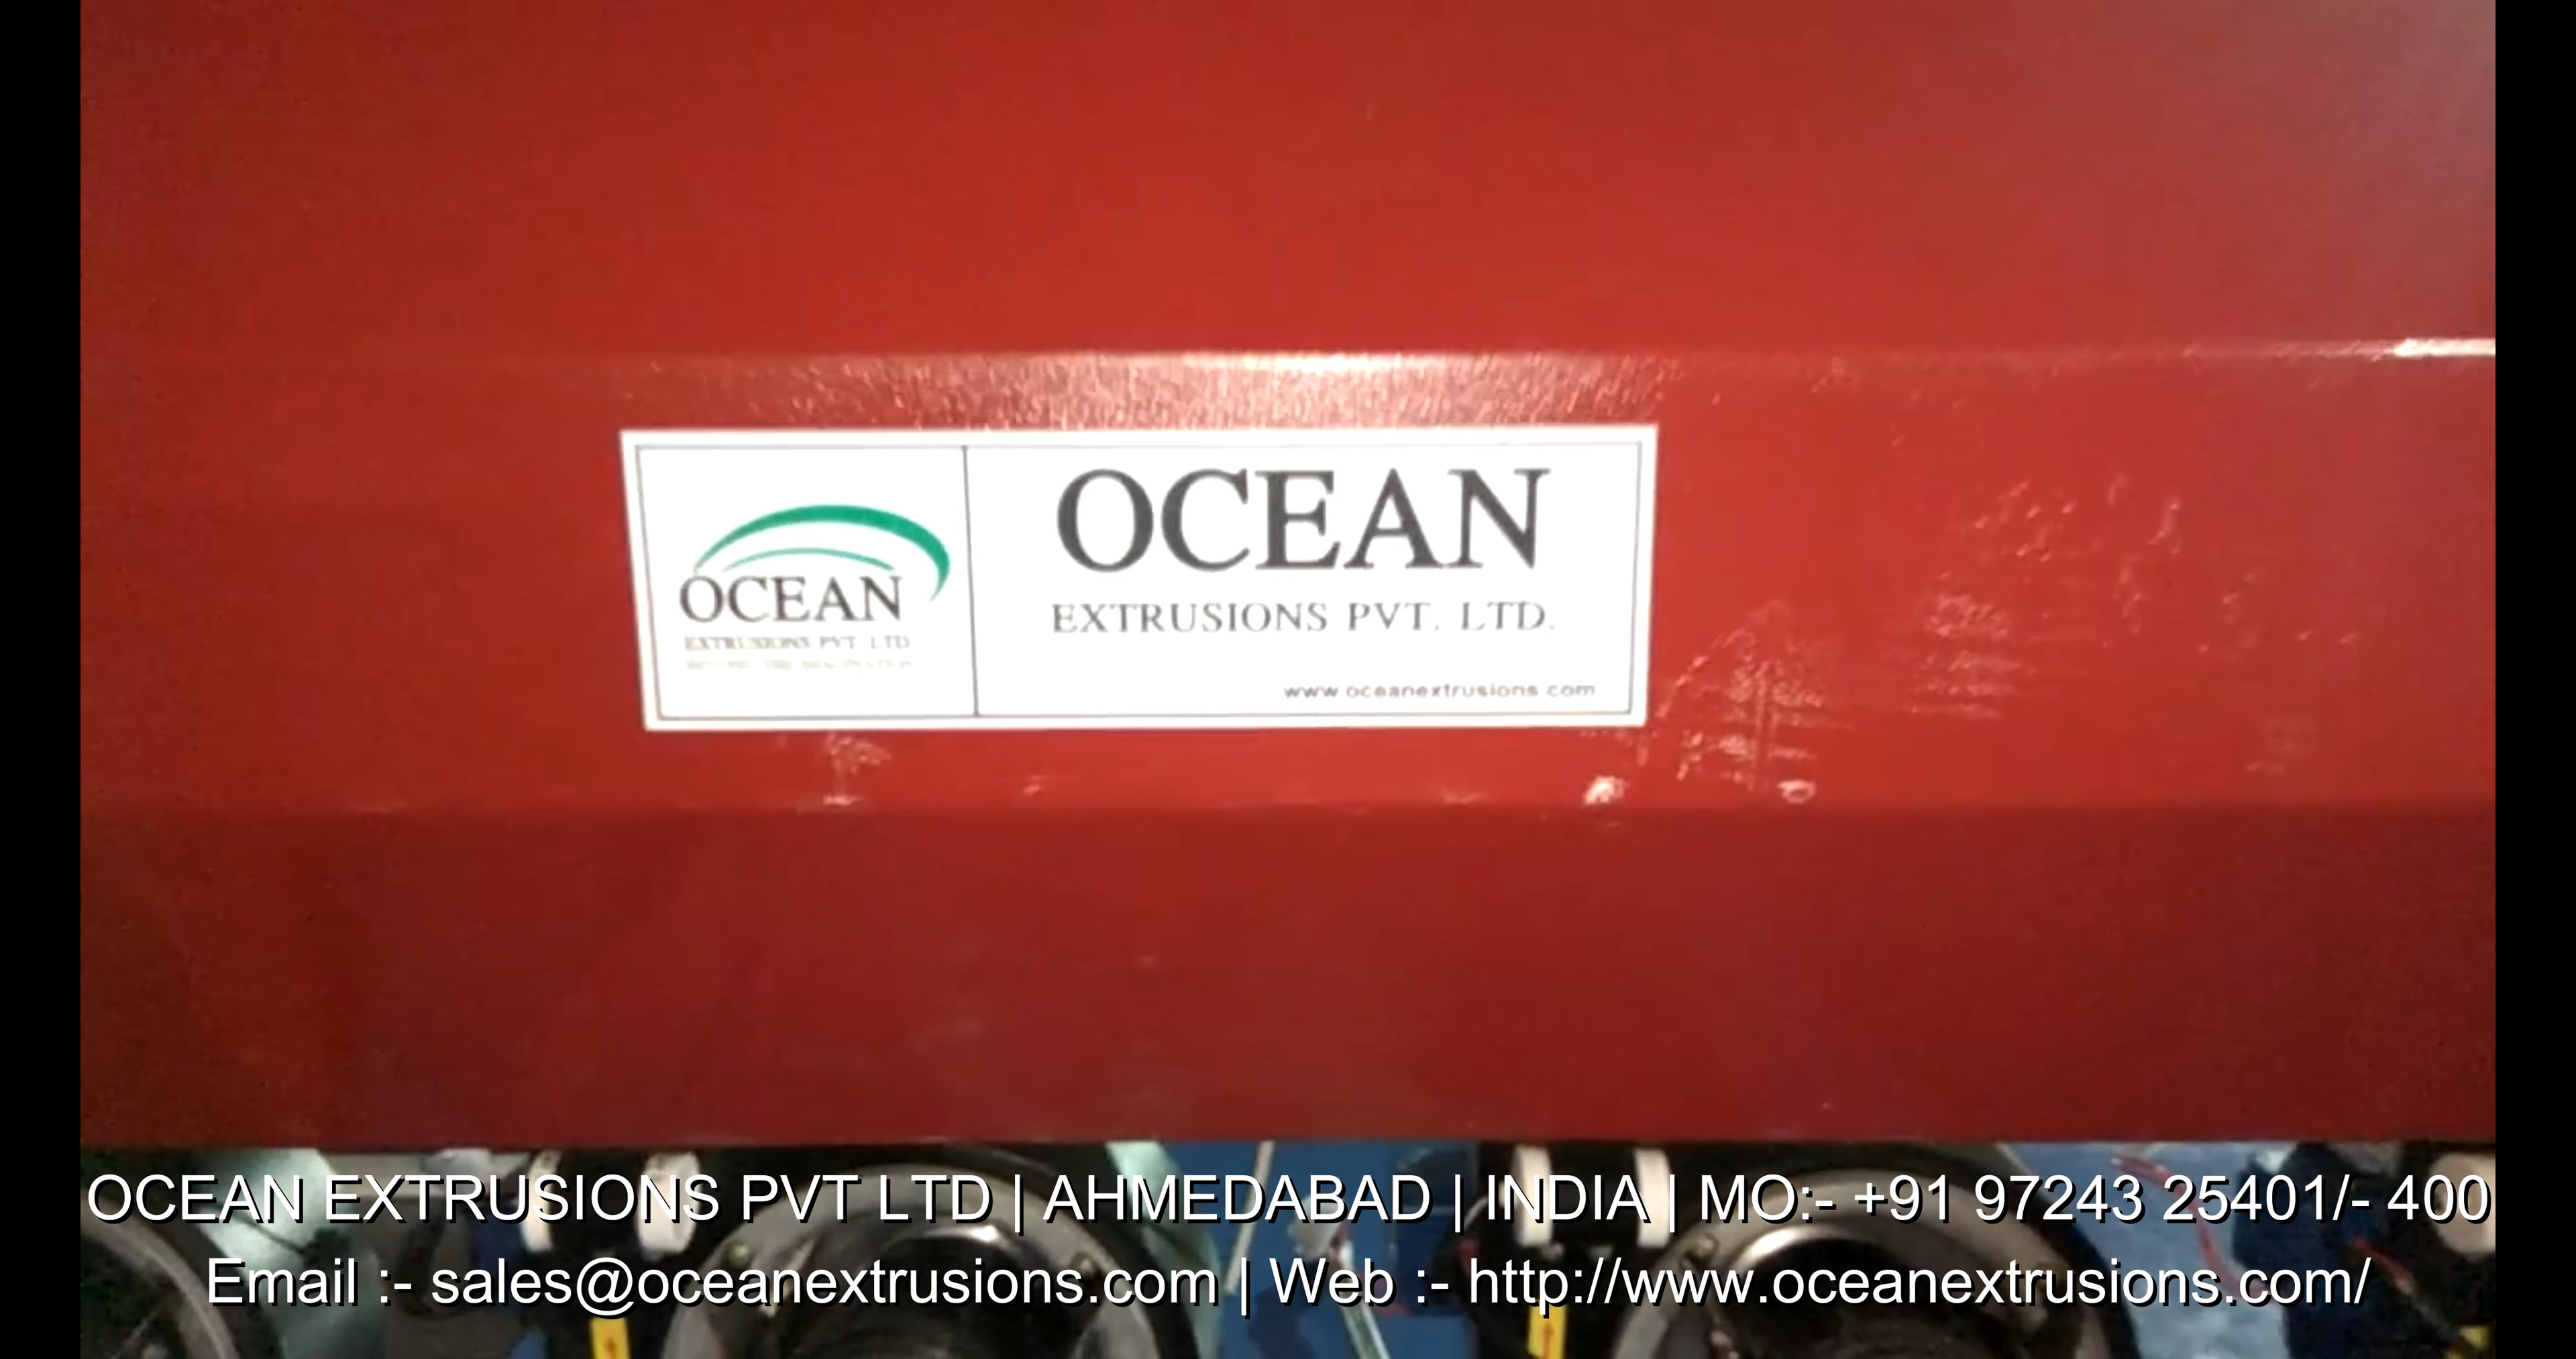 OCEAN
EXTRUSIONS PVT. LTD.
OCEAN
EXTRUSIONS PVT. LTD.
www.oceanextrusions.com
OCEAN EXTRUSIONS PVT LTD | AHMEDABAD | INDIA | MO:- +91 97243 25401/- 400
Email :- sales@oceanextrusions.com | Web :- http://www.oceanextrusions.com/